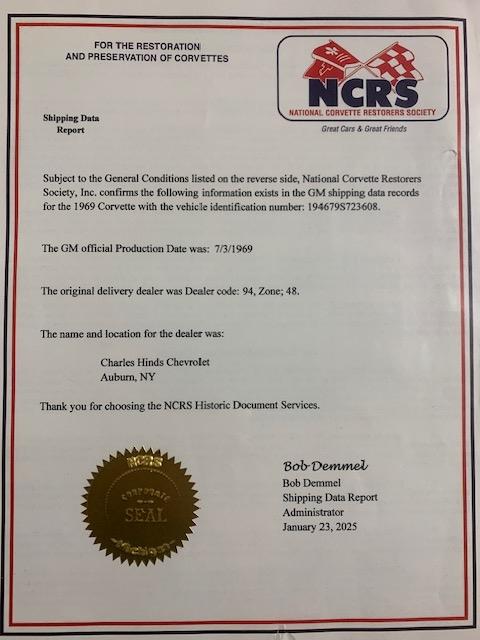 FOR THE RESTORATION
AND PRESERVATION OF CORVETTES
NCRS
NATIONAL CORVETTE RESTORERS SOCIETY
Great Cars & Great Friends
Shipping Data
Report
Subject to the General Conditions listed on the reverse side, National Corvette Restorers
Society, Inc. confirms the following information exists in the GM shipping data records
for the 1969 Corvette with the vehicle identification number: 194679S723608.
The GM official Production Date was: 7/3/1969
The original delivery dealer was Dealer code: 94, Zone; 48.
The name and location for the dealer was:
Charles Hinds Chevrolet
Auburn, NY
Thank you for choosing the NCRS Historic Document Services.
NCRS
Corporate
SEAL
Bob Demmel
Bob Demmel
Shipping Data Report
Administrator
January 23, 2025